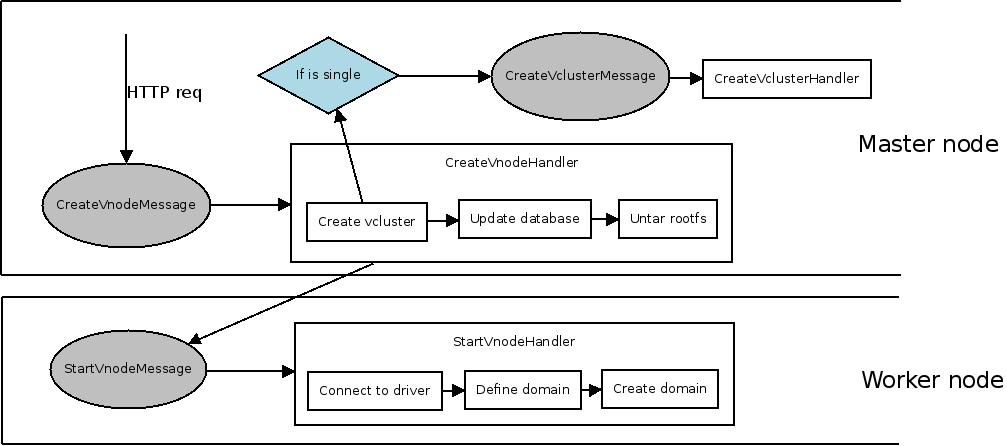 If is single
CreateVclusterMessage
CreateVclusterHandler
HTTP req
Master node
CreateVnodeHandler
CreateVnodeMessage
Create vcluster
Update database
Untar rootfs
StartVnodeHandler
StartVnodeMessage
Worker node
Connect to driver
Define domain
Create domain